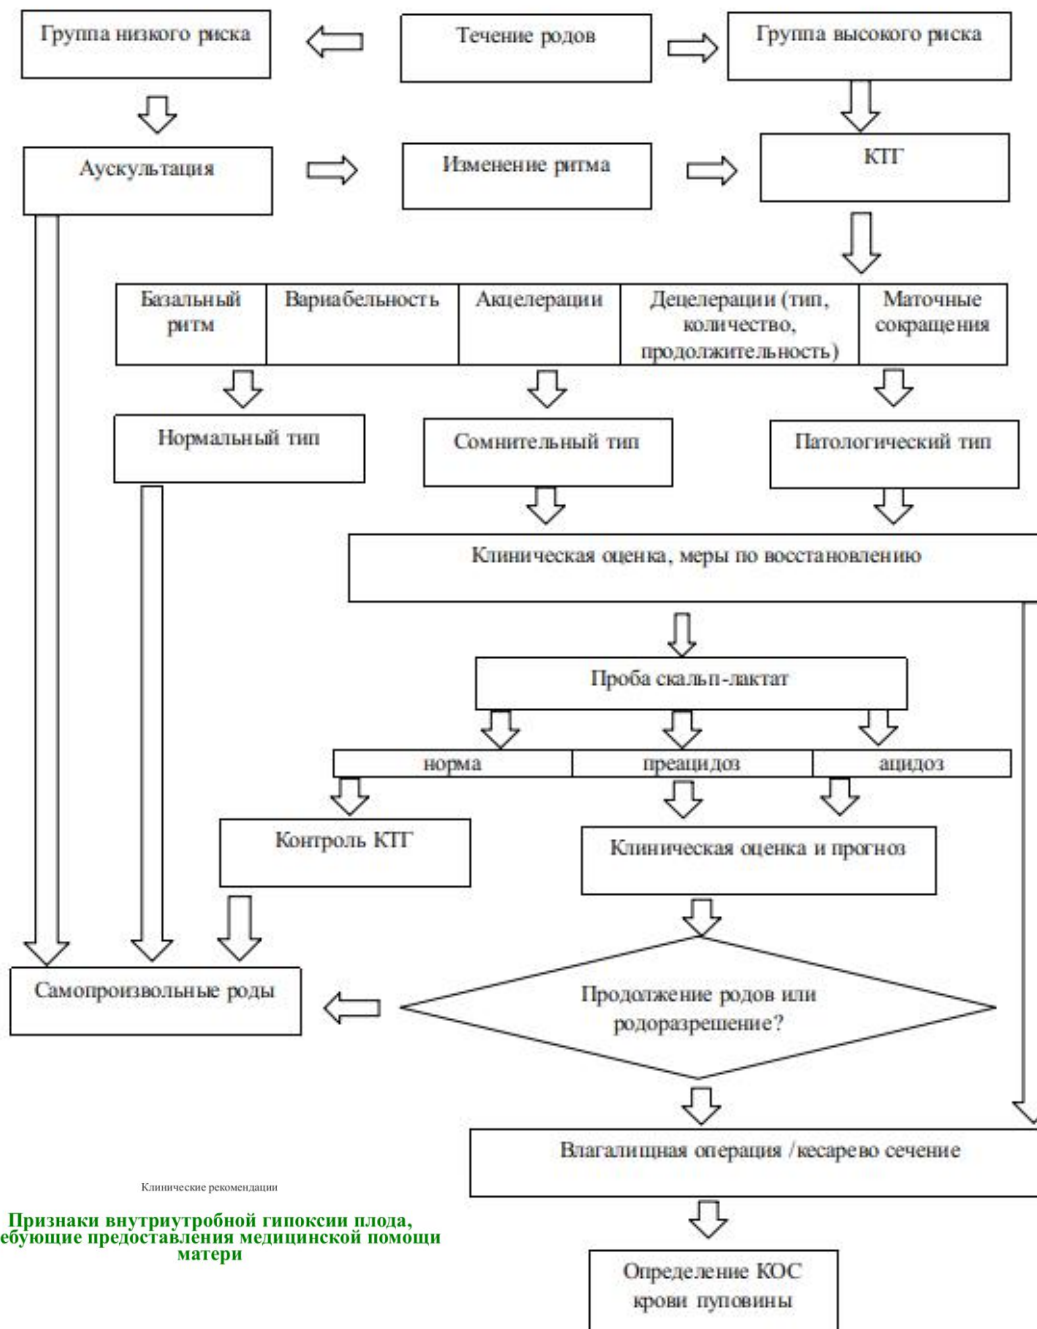 Группа низкого риска
Течение родов
Группа высокого риска
Аускультация
Изменение ритма
КТГ
Базальный
ритм
Вариабельность
Акцелерации
Децелерации (тип,
количество,
продолжительность)
Маточные
сокращения
Нормальный тип
Сомнительный тип
Патологический тип
Клиническая оценка, меры по восстановлению
Проба скальп-лактат
норма
преацидоз
ацидоз
Контроль КТГ
Клиническая оценка и прогноз
Самопроизвольные роды
Продолжение родов или
родоразрешение?
Влагалищная операция /кесарево сечение
Клинические рекомендации
Признаки внутриутробной гипоксии плода,
ебующие предоставления медицинской помощи
матери
Определение КОС
крови пуповины